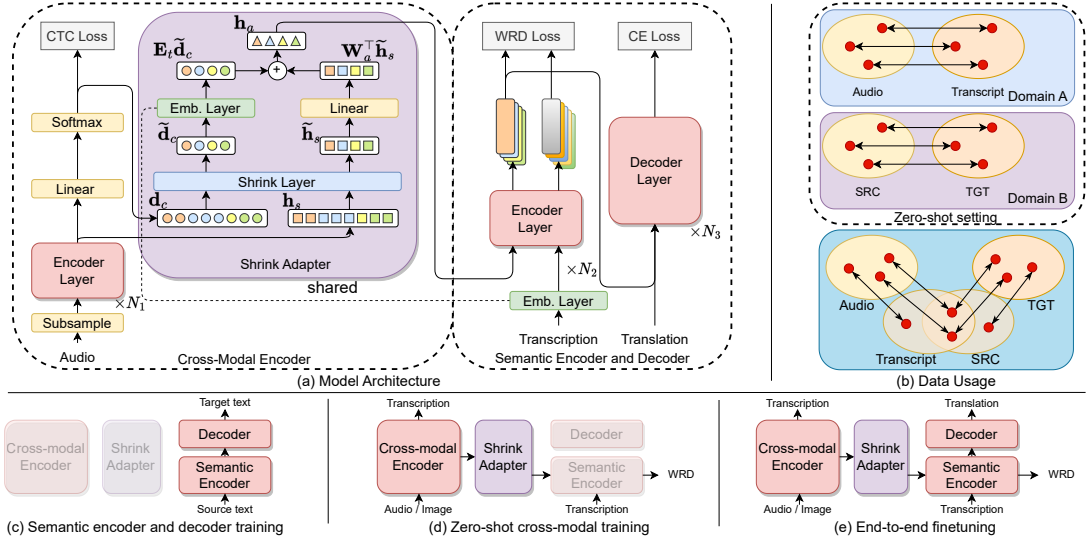 CTC Loss
Softmax
Linear
Encoder
Layer
×N₁
Subsample
Audio
h_a
E_t d̃_c
+
W_a^⊤ h̃_s
Emb. Layer
Linear
d̃_c
h̃_s
Shrink Layer
d_c
h_s
Shrink Adapter
shared
Cross-Modal Encoder
WRD Loss
CE Loss
Encoder
Layer
×N₂
Decoder
Layer
×N₃
Emb. Layer
Transcription
Translation
Semantic Encoder and Decoder
(a) Model Architecture
Audio
Transcript
Domain A
SRC
TGT
Domain B
Zero-shot setting
Audio
TGT
Transcript
SRC
(b) Data Usage
Cross-modal
Encoder
Shrink
Adapter
Target text
Decoder
Semantic
Encoder
Source text
(c) Semantic encoder and decoder training
Transcription
Cross-modal
Encoder
Audio / Image
Shrink
Adapter
Decoder
Semantic
Encoder
WRD
Transcription
(d) Zero-shot cross-modal training
Transcription
Cross-modal
Encoder
Audio / Image
Shrink
Adapter
Translation
Decoder
Semantic
Encoder
WRD
Transcription
(e) End-to-end finetuning